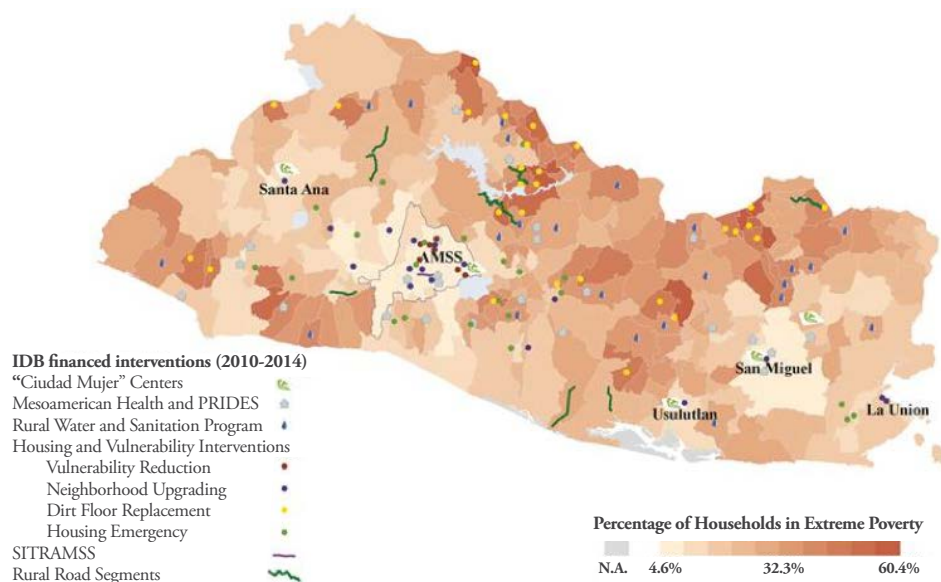 Santa Ana
AMSS
San Miguel
Usulutlan
La Union
IDB financed interventions (2010-2014)
“Ciudad Mujer” Centers
Mesoamerican Health and PRIDES
Rural Water and Sanitation Program
Housing and Vulnerability Interventions
Vulnerability Reduction
Neighborhood Upgrading
Dirt Floor Replacement
Housing Emergency
SITRAMSS
Rural Road Segments
Percentage of Households in Extreme Poverty
N.A. 4.6% 32.3% 60.4%